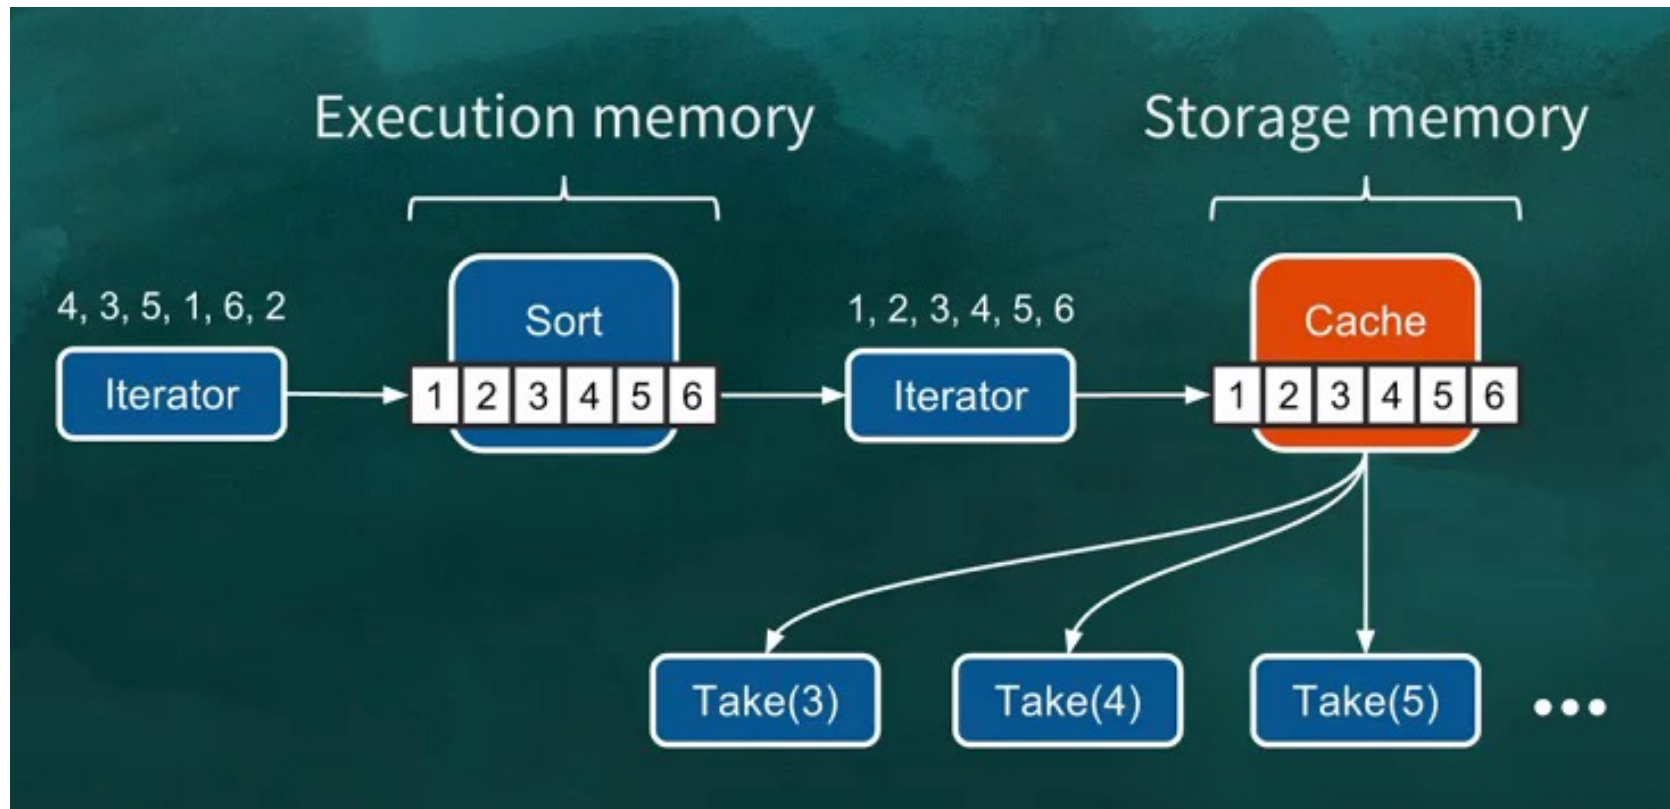 Execution memory
Storage memory
4, 3, 5, 1, 6, 2
Iterator
Sort
1 2 3 4 5 6
1, 2, 3, 4, 5, 6
Iterator
Cache
1 2 3 4 5 6
Take(3)
Take(4)
Take(5)
•••